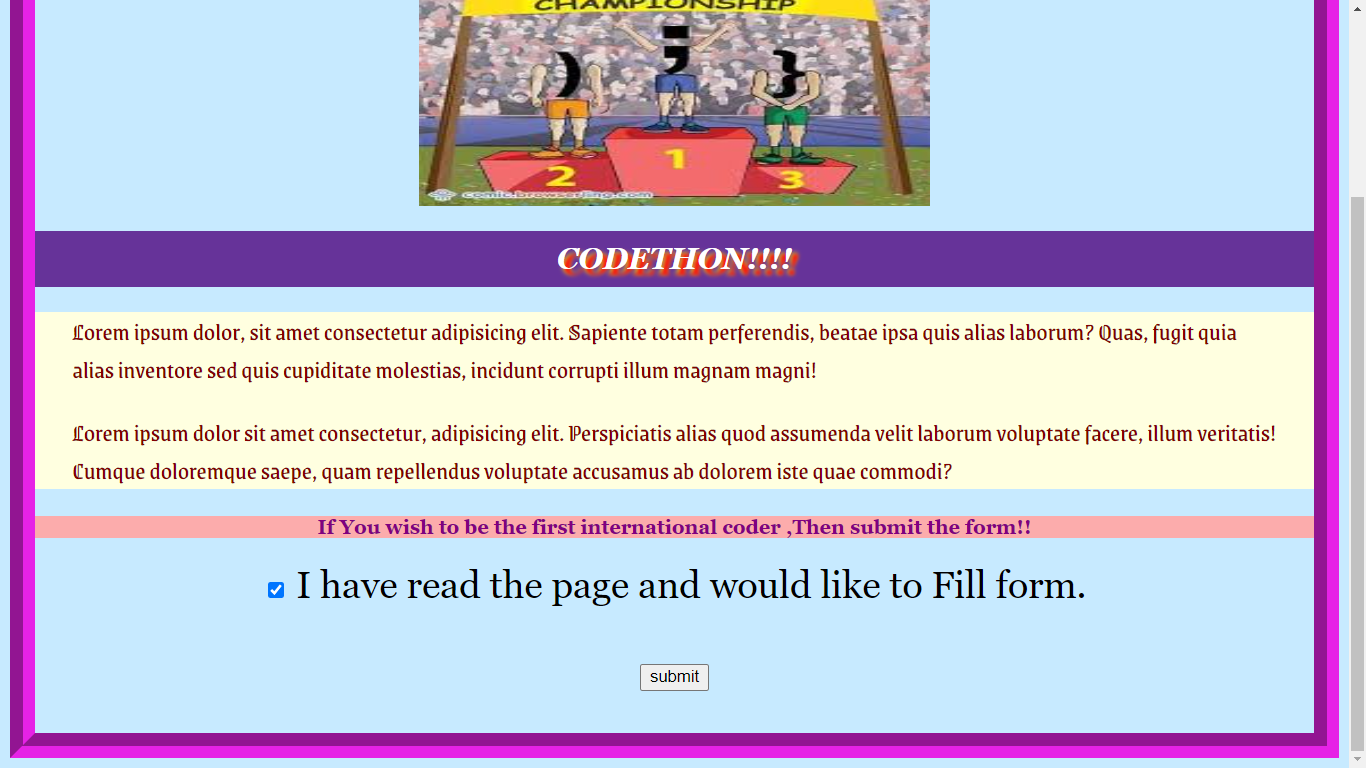 CHAMPIONSHIP
) ; }
2 1 3
comic.browserling.com
CODETHON!!!!
Lorem ipsum dolor, sit amet consectetur adipisicing elit. Sapiente totam perferendis, beatae ipsa quis alias laborum? Quas, fugit quia
alias inventore sed quis cupiditate molestias, incidunt corrupti illum magnam magni!
Lorem ipsum dolor sit amet consectetur, adipisicing elit. Perspiciatis alias quod assumenda velit laborum voluptate facere, illum veritatis!
Cumque doloremque saepe, quam repellendus voluptate accusamus ab dolorem iste quae commodi?
If You wish to be the first international coder ,Then submit the form!!
I have read the page and would like to Fill form.
submit